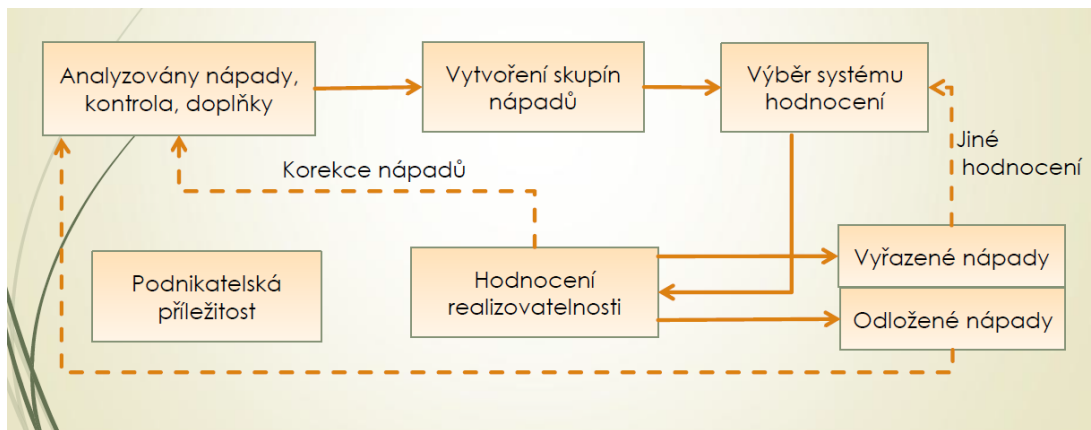 Analyzovány nápady,
kontrola, doplňky
Vytvoření skupín
nápadů
Výběr systému
hodnocení
Jiné
hodnocení
Korekce nápadů
Podnikatelská
příležitost
Hodnocení
realizovatelnosti
Vyřazené nápady
Odložené nápady